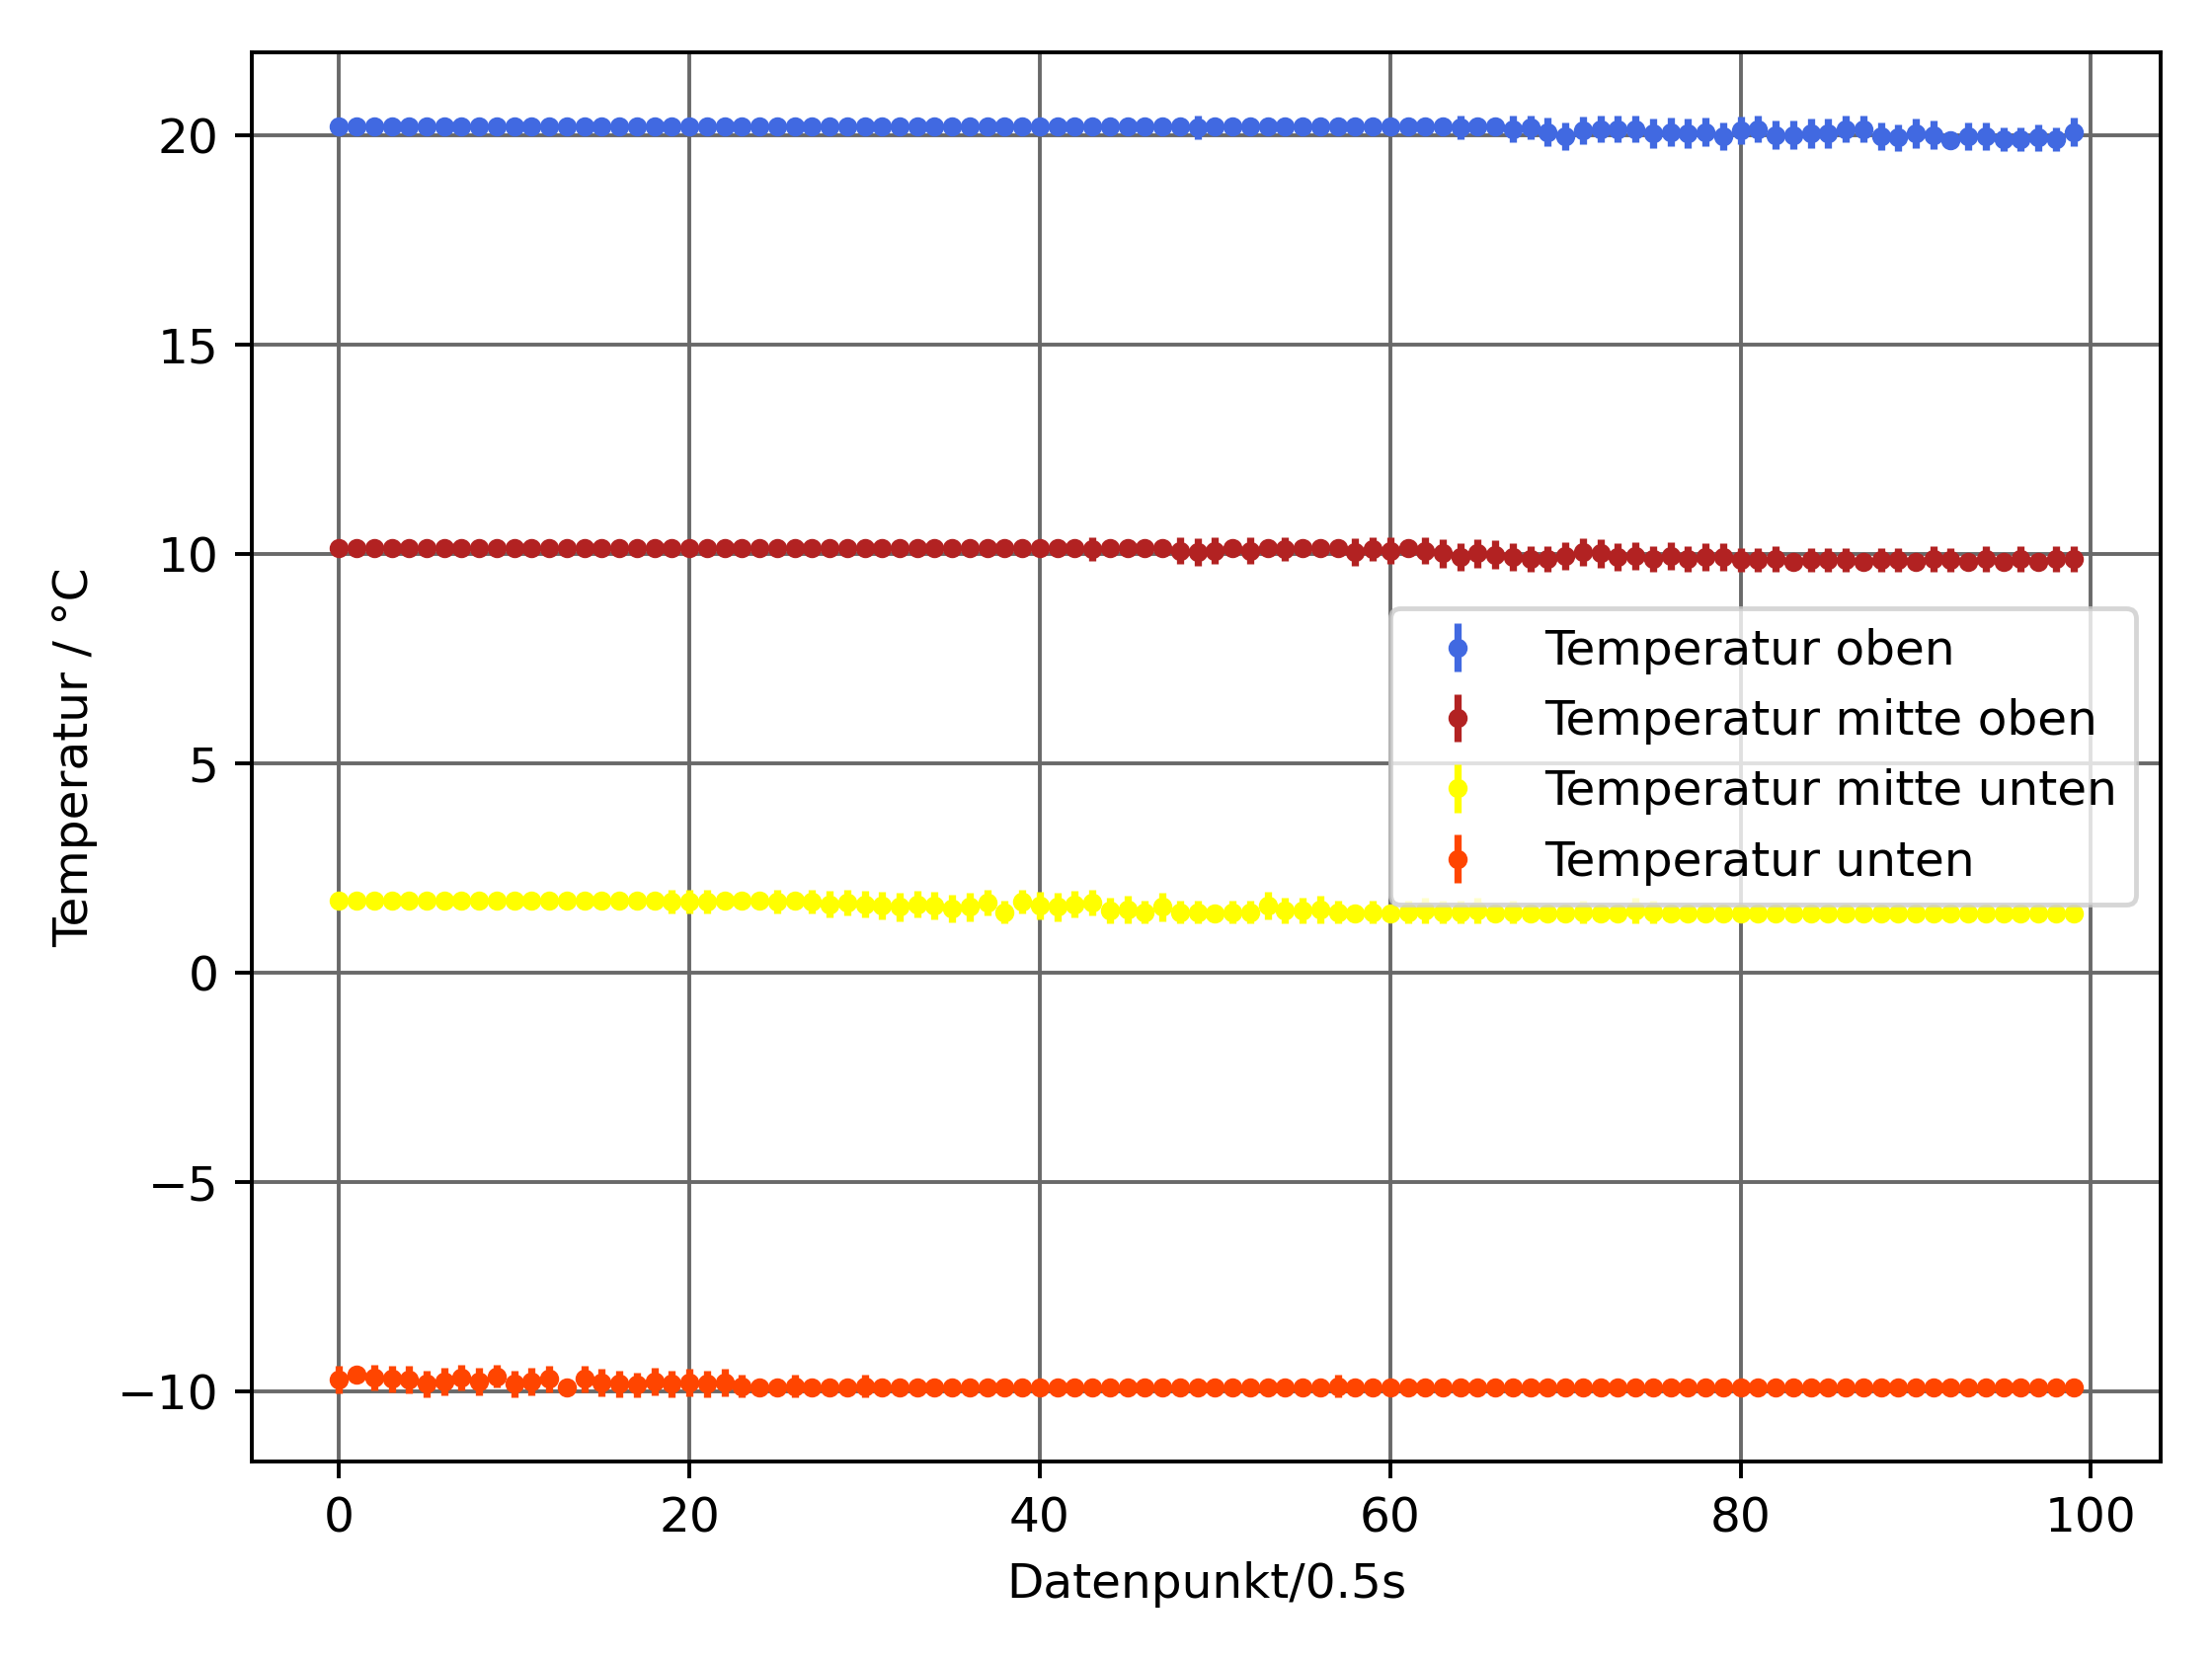 20
15
10
5
0
−5
−10
Temperatur / °C
Temperatur oben
Temperatur mitte oben
Temperatur mitte unten
Temperatur unten
0 20 40 60 80 100
Datenpunkt/0.5s